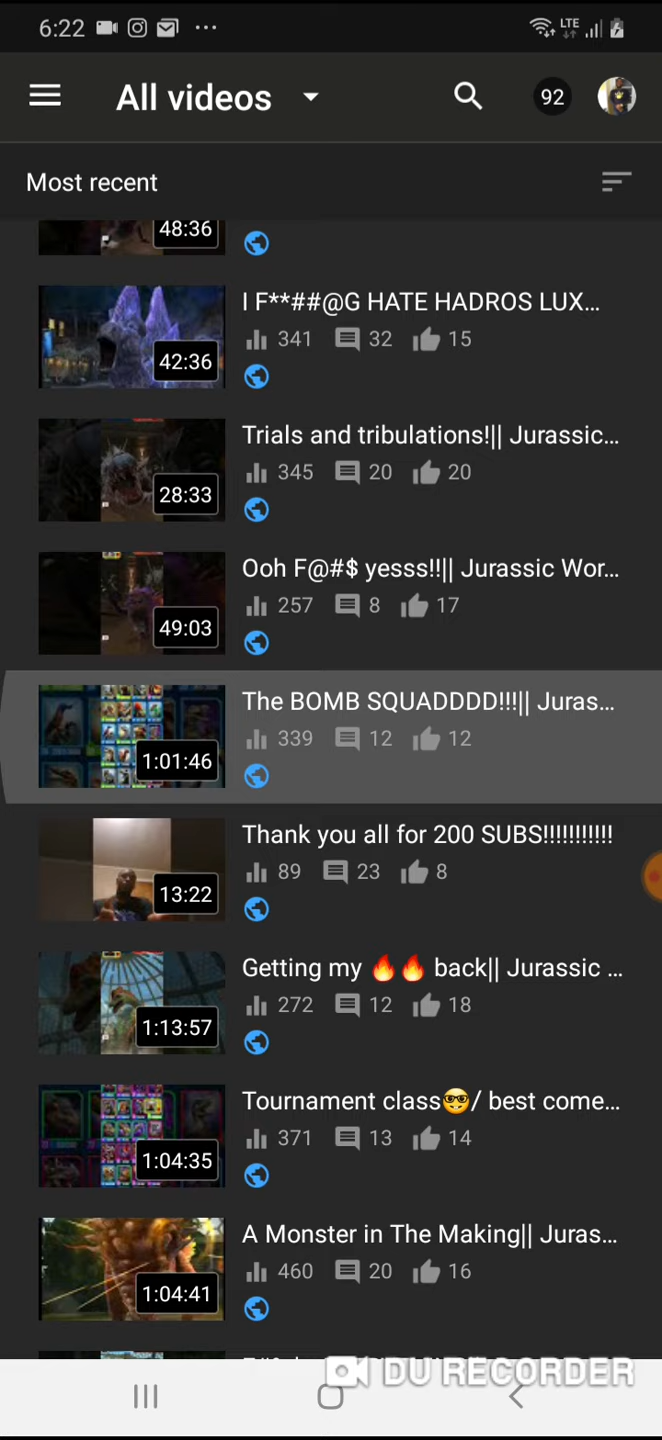 6:22
LTE
All videos
92
Most recent
48:36
I F**##@G HATE HADROS LUX...
42:36
341 32 15
Trials and tribulations!|| Jurassic...
28:33
345 20 20
Ooh F@#$ yesss!!|| Jurassic Wor...
49:03
257 8 17
The BOMB SQUADDDD!!!|| Juras...
1:01:46
339 12 12
Thank you all for 200 SUBS!!!!!!!!!!!
13:22
89 23 8
Getting my 🔥🔥 back|| Jurassic ...
1:13:57
272 12 18
Tournament class🤓/ best come...
1:04:35
371 13 14
A Monster in The Making|| Juras...
1:04:41
460 20 16
DU RECORDER